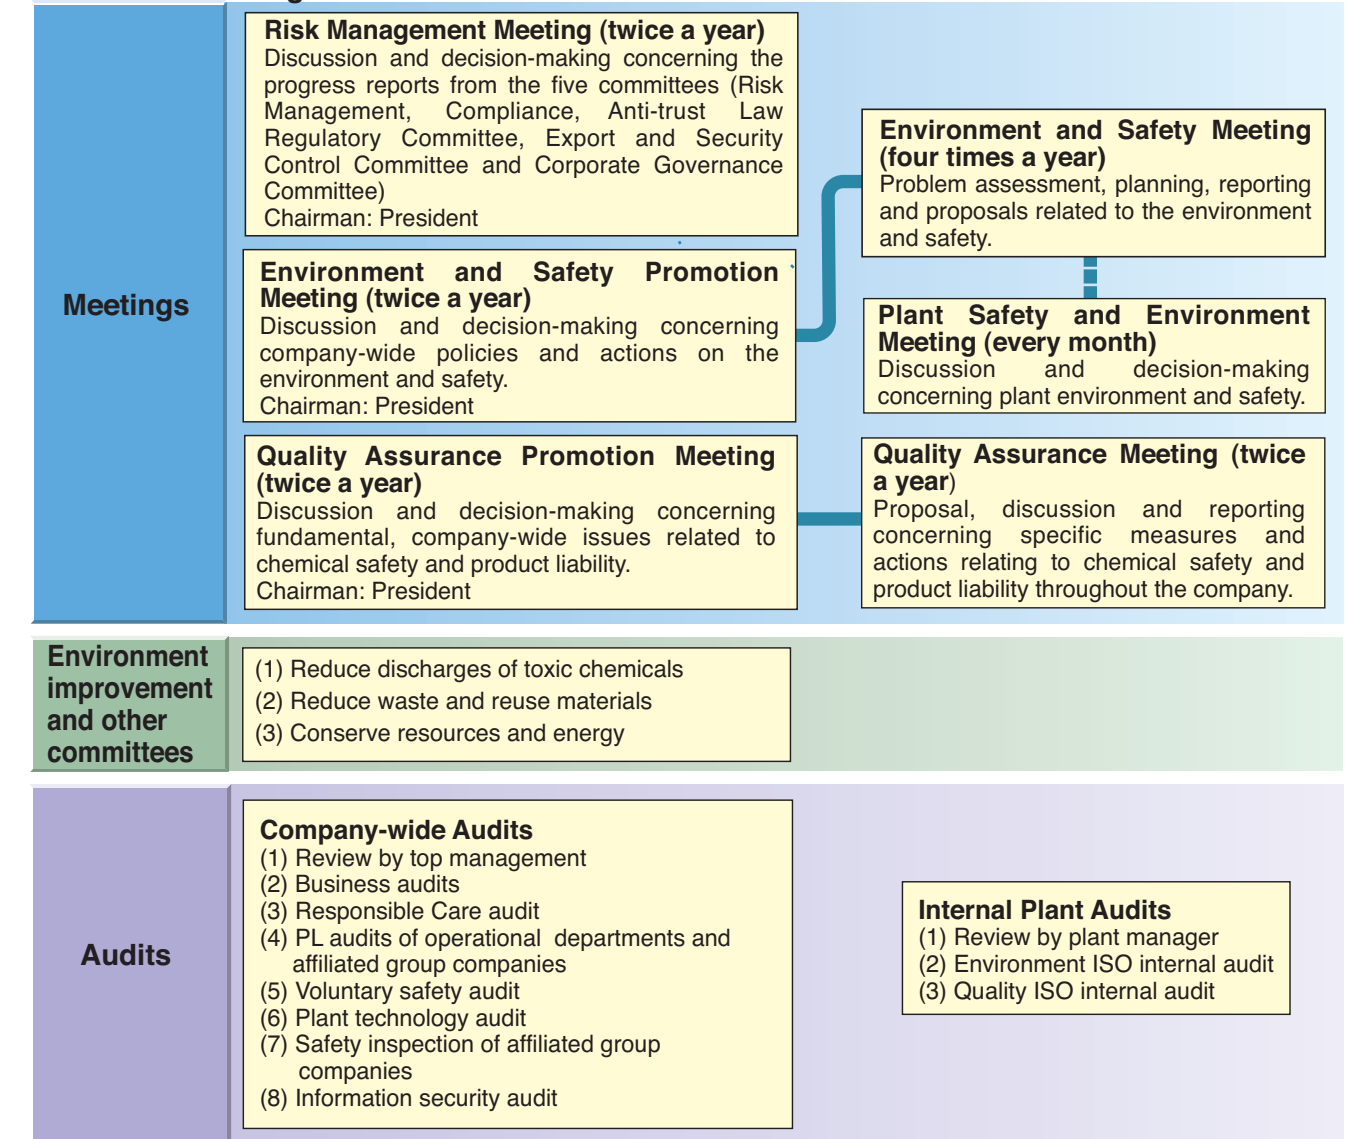 Meetings
Risk Management Meeting (twice a year)
Discussion and decision-making concerning the
progress reports from the five committees (Risk
Management, Compliance, Anti-trust Law
Regulatory Committee, Export and Security
Control Committee and Corporate Governance
Committee)
Chairman: President
Environment and Safety Promotion
Meeting (twice a year)
Discussion and decision-making concerning
company-wide policies and actions on the
environment and safety.
Chairman: President
Quality Assurance Promotion Meeting
(twice a year)
Discussion and decision-making concerning
fundamental, company-wide issues related to
chemical safety and product liability.
Chairman: President
Environment and Safety Meeting
(four times a year)
Problem assessment, planning, reporting
and proposals related to the environment
and safety.
Plant Safety and Environment
Meeting (every month)
Discussion and decision-making
concerning plant environment and safety.
Quality Assurance Meeting (twice
a year)
Proposal, discussion and reporting
concerning specific measures and
actions relating to chemical safety and
product liability throughout the company.
Environment
improvement
and other
committees
(1) Reduce discharges of toxic chemicals
(2) Reduce waste and reuse materials
(3) Conserve resources and energy
Audits
Company-wide Audits
(1) Review by top management
(2) Business audits
(3) Responsible Care audit
(4) PL audits of operational departments and
affiliated group companies
(5) Voluntary safety audit
(6) Plant technology audit
(7) Safety inspection of affiliated group
companies
(8) Information security audit
Internal Plant Audits
(1) Review by plant manager
(2) Environment ISO internal audit
(3) Quality ISO internal audit